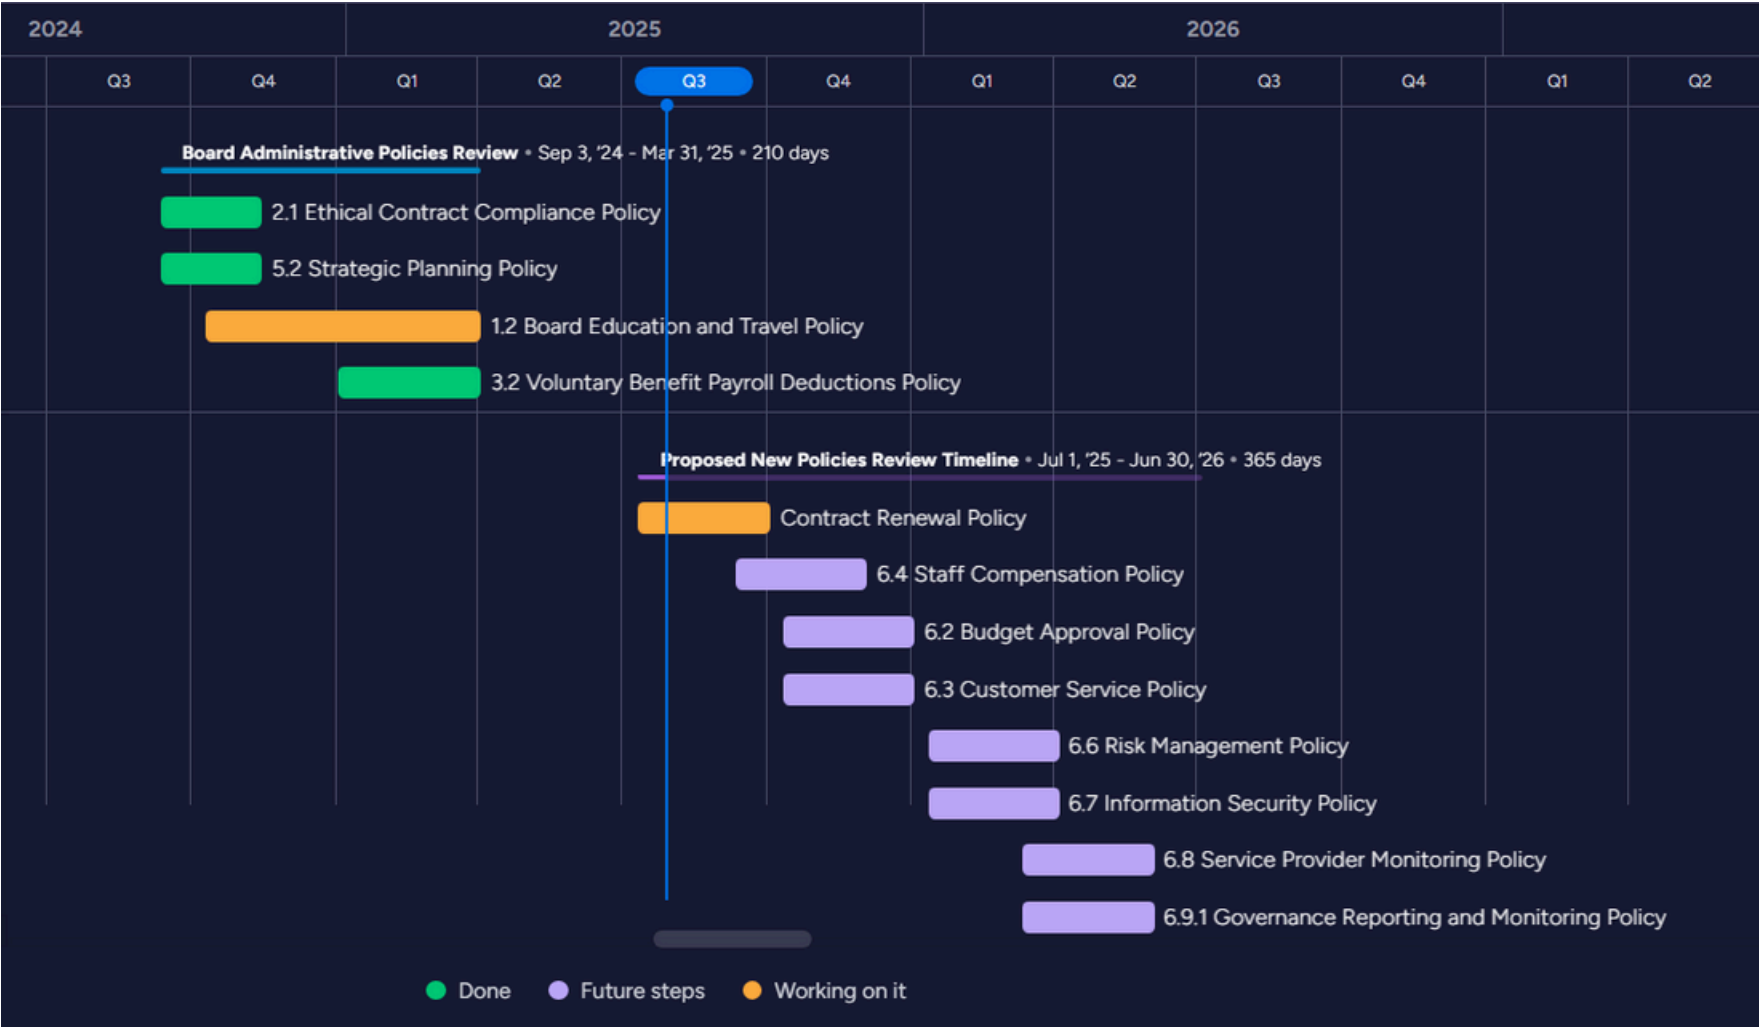 2024 2025 2026
Q3 Q4 Q1 Q2 Q3 Q4 Q1 Q2 Q3 Q4 Q1 Q2
Board Administrative Policies Review • Sep 3, '24 - Mar 31, '25 • 210 days
2.1 Ethical Contract Compliance Policy
5.2 Strategic Planning Policy
1.2 Board Education and Travel Policy
3.2 Voluntary Benefit Payroll Deductions Policy
Proposed New Policies Review Timeline • Jul 1, '25 - Jun 30, '26 • 365 days
Contract Renewal Policy
6.4 Staff Compensation Policy
6.2 Budget Approval Policy
6.3 Customer Service Policy
6.6 Risk Management Policy
6.7 Information Security Policy
6.8 Service Provider Monitoring Policy
6.9.1 Governance Reporting and Monitoring Policy
Done Future steps Working on it